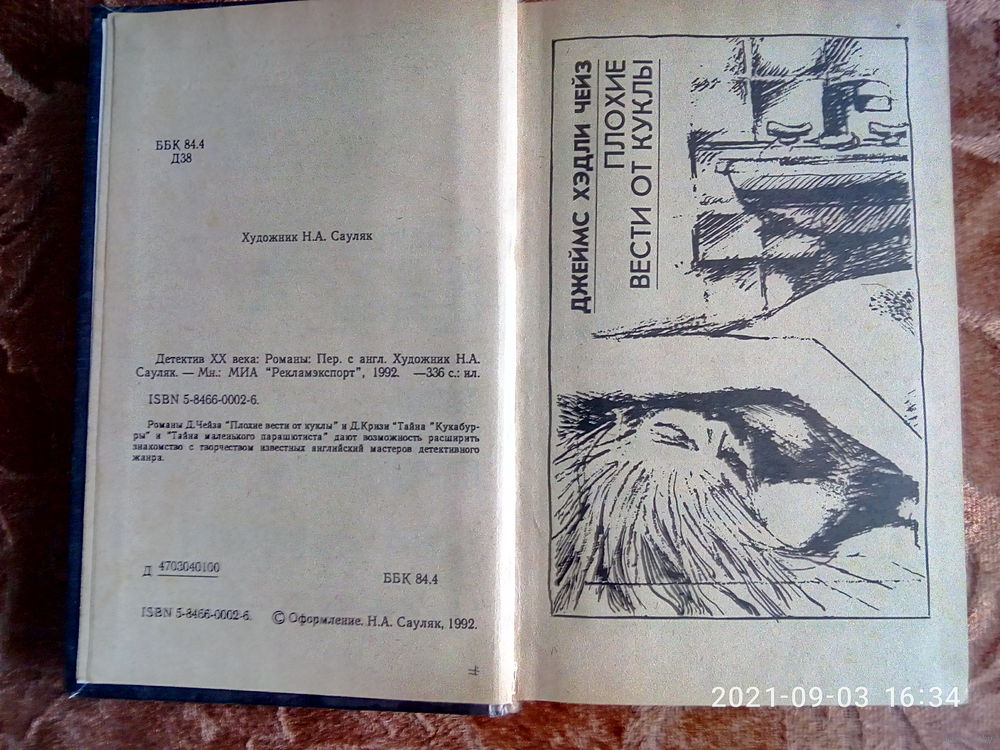 ББК 84.4
Д38
Художник Н.А. Сауляк
Детектив XX века: Романы: Пер. с англ. Художник Н.А.
Сауляк. — Мн.: МИА "Рекламэкспорт", 1992. —336 с.: ил.
ISBN 5-8466-0002-6.
Романы Д.Чейза "Плохие вести от куклы" и Д.Кризи "Тайна "Кукабур-
ры" и "Тайна маленького парашютиста" дают возможность расширить
знакомство с творчеством известных английский мастеров детективного
жанра.
Д 4703040100
ББК 84.4
ISBN 5-8466-0002-6.
© Оформление. Н.А. Сауляк, 1992.
ДЖЕЙМС ХЭДЛИ ЧЕЙЗ
ПЛОХИЕ
ВЕСТИ ОТ КУКЛЫ
2021-09-03 16:34